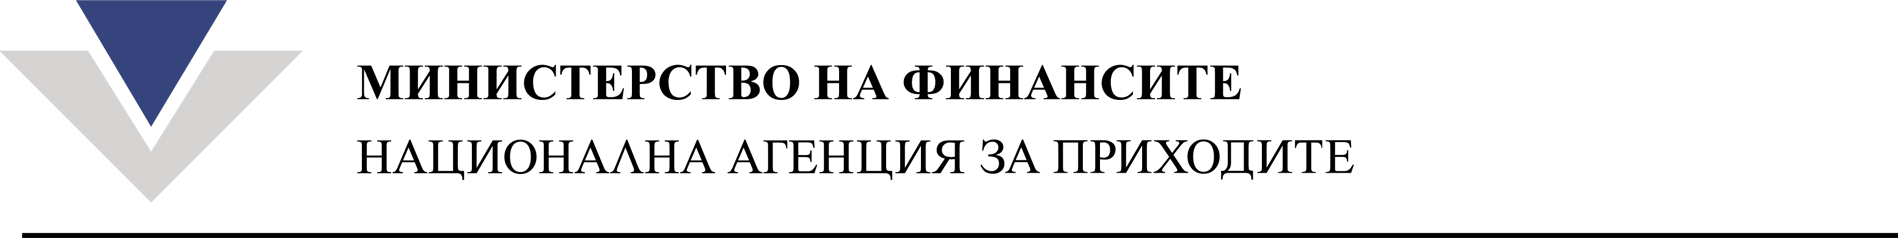 МИНИСТЕРСТВО НА ФИНАНСИТЕ
НАЦИОНАЛНА АГЕНЦИЯ ЗА ПРИХОДИТЕ